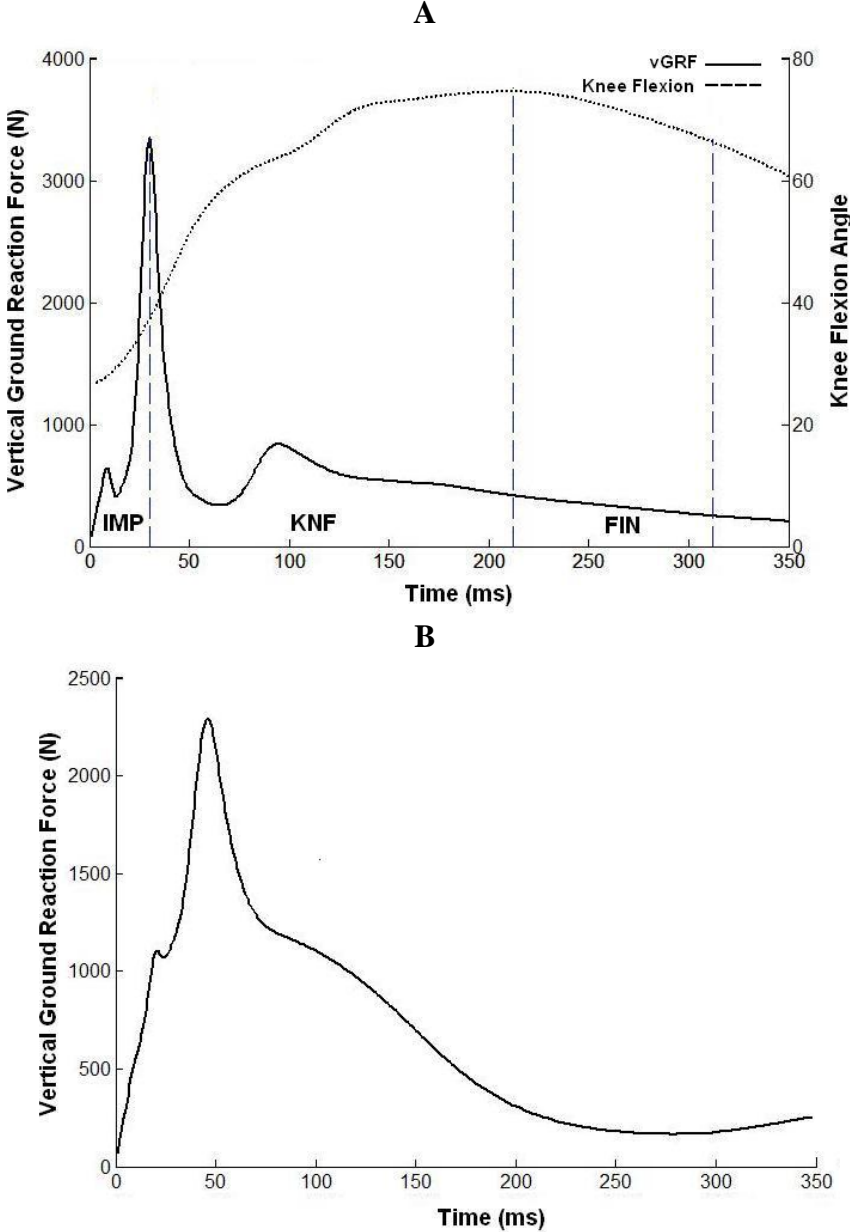 A
4000
3000
2000
1000
0
Vertical Ground Reaction Force (N)
vGRF
Knee Flexion
80
60
40
20
0
Knee Flexion Angle
IMP
KNF
FIN
0 50 100 150 200 250 300 350
Time (ms)
B
2500
2000
1500
1000
500
0
Vertical Ground Reaction Force (N)
0 50 100 150 200 250 300 350
Time (ms)